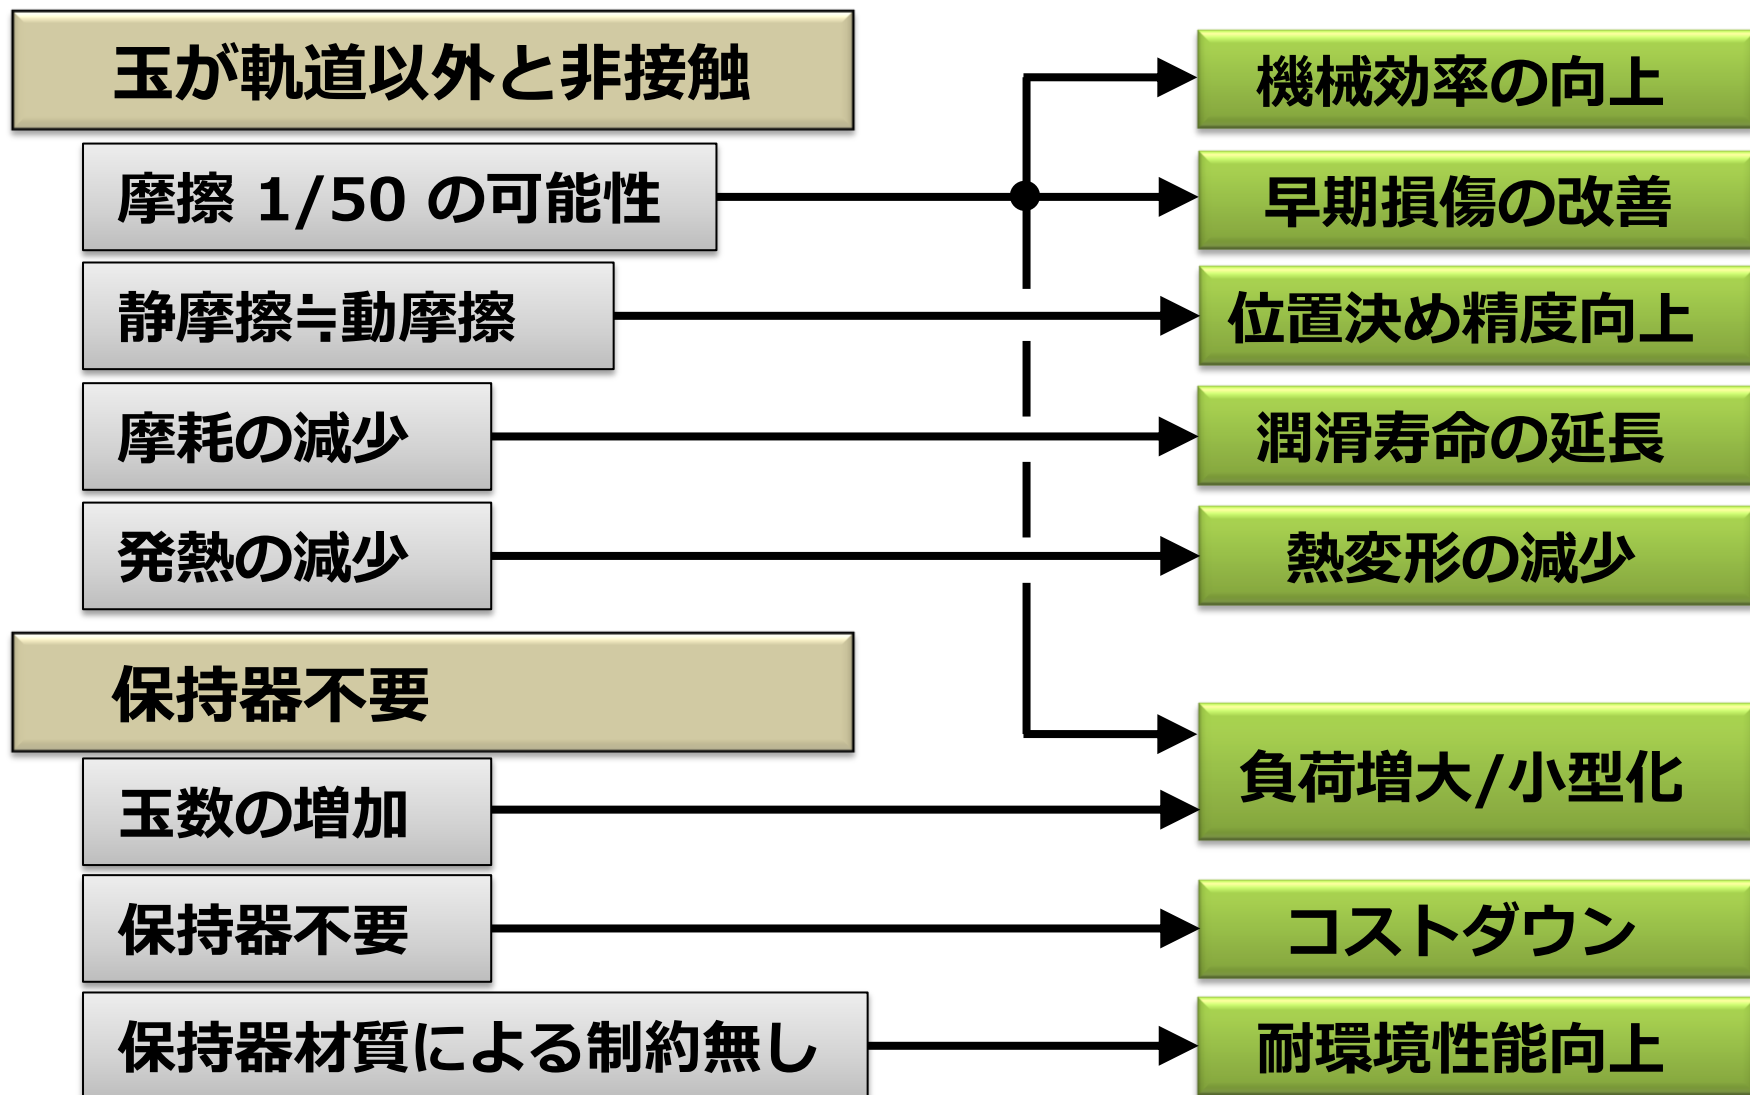 玉が軌道以外と非接触
摩擦 1/50 の可能性
静摩擦≒動摩擦
摩耗の減少
発熱の減少
保持器不要
玉数の増加
保持器不要
保持器材質による制約無し
機械効率の向上
早期損傷の改善
位置決め精度向上
潤滑寿命の延長
熱変形の減少
負荷増大/小型化
コストダウン
耐環境性能向上